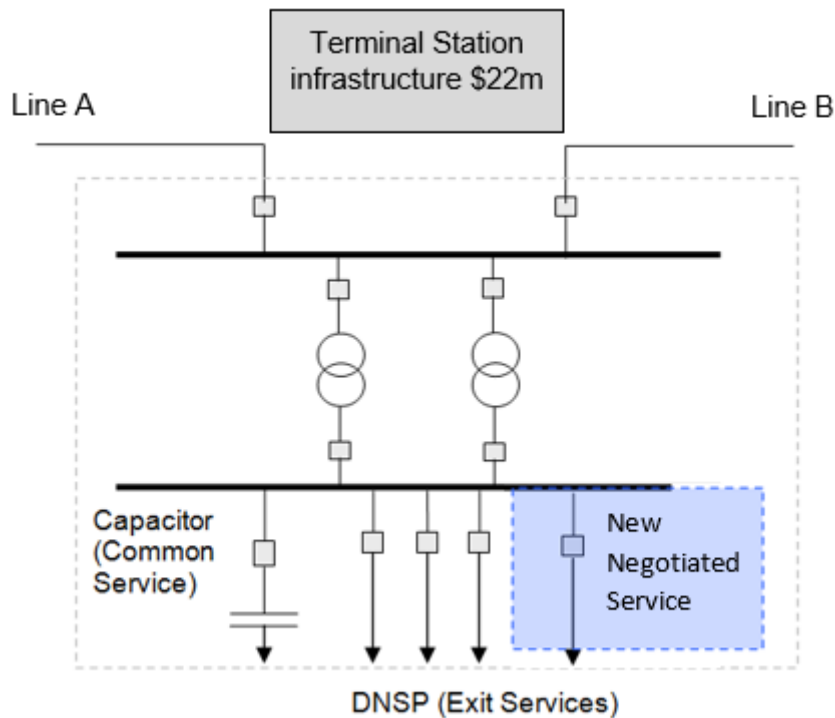 Terminal Station
infrastructure $22m
Line A
Line B
Capacitor
(Common
Service)
New
Negotiated
Service
DNSP (Exit Services)